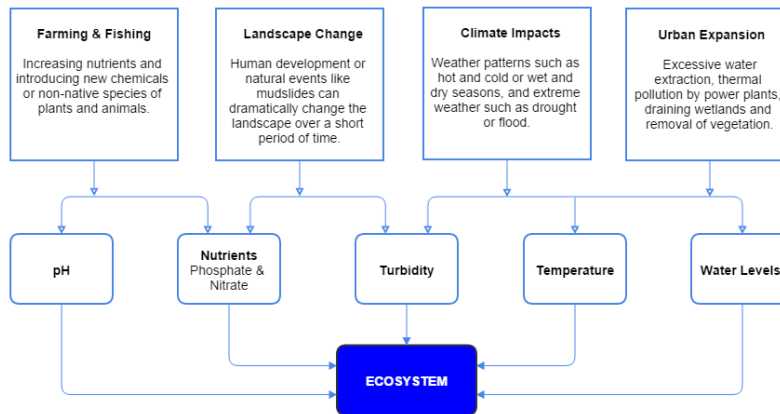 Farming & Fishing
Increasing nutrients and
introducing new chemicals
or non-native species of
plants and animals.
Landscape Change
Human development or
natural events like
mudslides can
dramatically change the
landscape over a short
period of time.
Climate Impacts
Weather patterns such as
hot and cold or wet and
dry seasons, and extreme
weather such as drought
or flood.
Urban Expansion
Excessive water
extraction, thermal
pollution by power plants,
draining wetlands and
removal of vegetation.
pH
Nutrients
Phosphate &
Nitrate
Turbidity
Temperature
Water Levels
ECOSYSTEM